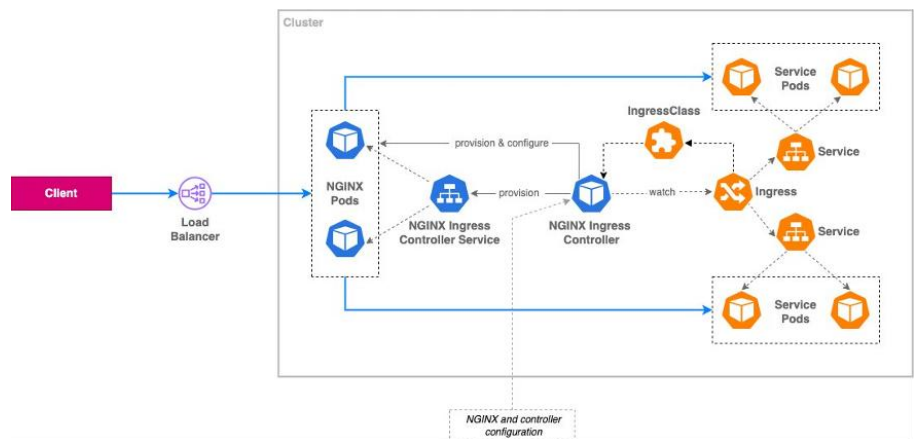 Cluster
Service
Pods
IngressClass
provision & configure
Service
Client
Load
Balancer
NGINX
Pods
provision
NGINX Ingress
Controller Service
NGINX Ingress
Controller
watch
Ingress
Service
Service
Pods
NGINX and controller
configuration